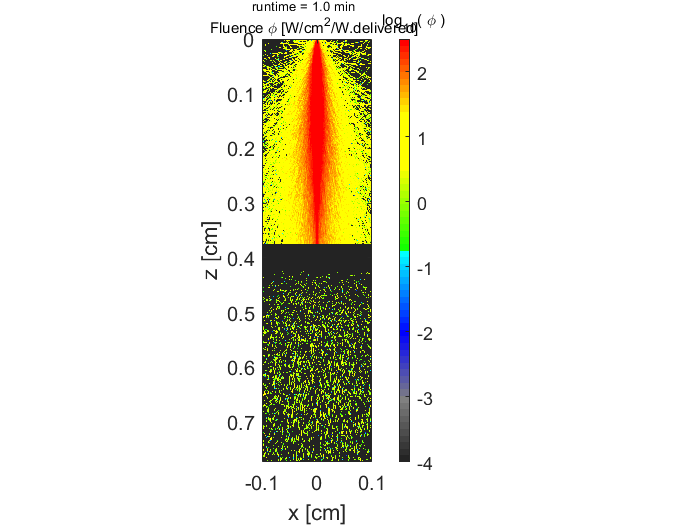 runtime = 1.0 min
Fluence ϕ [W/cm²/W.delivered]
log ( ϕ )
0
0.1
0.2
0.3
0.4
0.5
0.6
0.7
z [cm]
-0.1 0 0.1
x [cm]
2
1
0
-1
-2
-3
-4